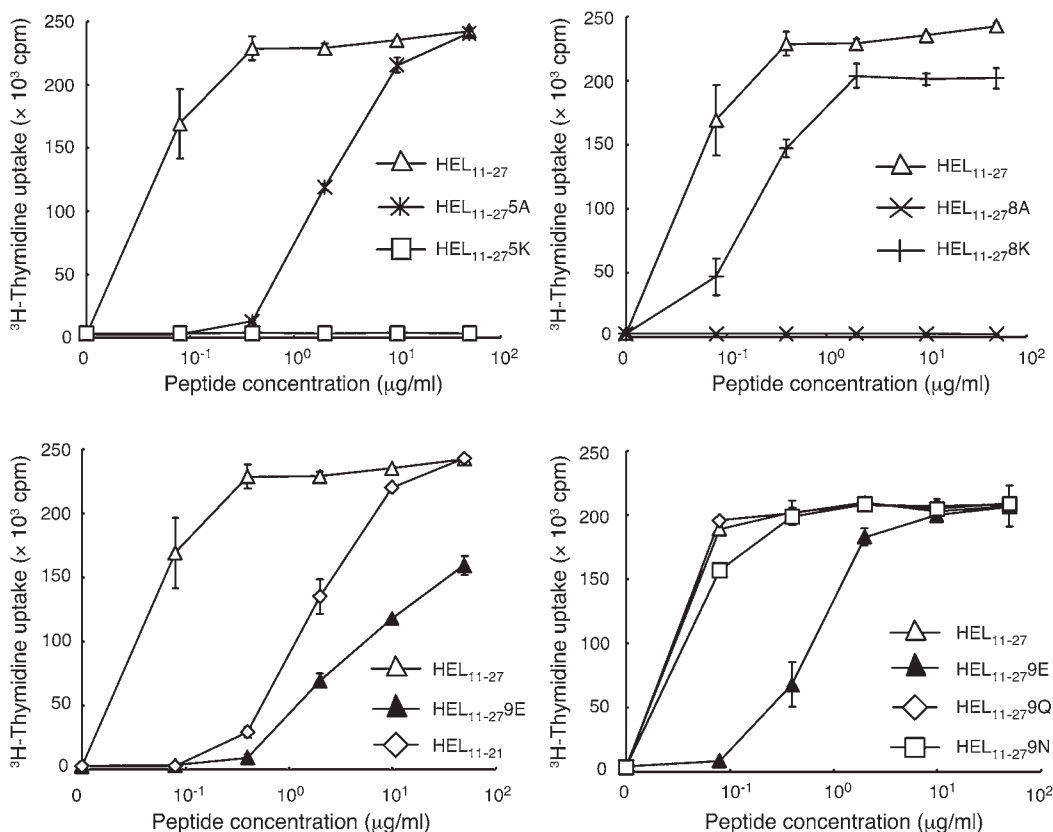 250
200
150
100
50
0
³H-Thymidine uptake (× 10³ cpm)
HEL₁₁₋₂₇
HEL₁₁₋₂₇5A
HEL₁₁₋₂₇5K
0 10⁻¹ 10⁰ 10¹ 10²
Peptide concentration (μg/ml)
250
200
150
100
50
0
³H-Thymidine uptake (× 10³ cpm)
HEL₁₁₋₂₇
HEL₁₁₋₂₇8A
HEL₁₁₋₂₇8K
0 10⁻¹ 10⁰ 10¹ 10²
Peptide concentration (μg/ml)
250
200
150
100
50
0
³H-Thymidine uptake (× 10³ cpm)
HEL₁₁₋₂₇
HEL₁₁₋₂₇9E
HEL₁₁₋₂₁
0 10⁻¹ 10⁰ 10¹ 10²
Peptide concentration (μg/ml)
250
200
150
100
50
0
³H-Thymidine uptake (× 10³ cpm)
HEL₁₁₋₂₇
HEL₁₁₋₂₇9E
HEL₁₁₋₂₇9Q
HEL₁₁₋₂₇9N
0 10⁻¹ 10⁰ 10¹ 10²
Peptide concentration (μg/ml)